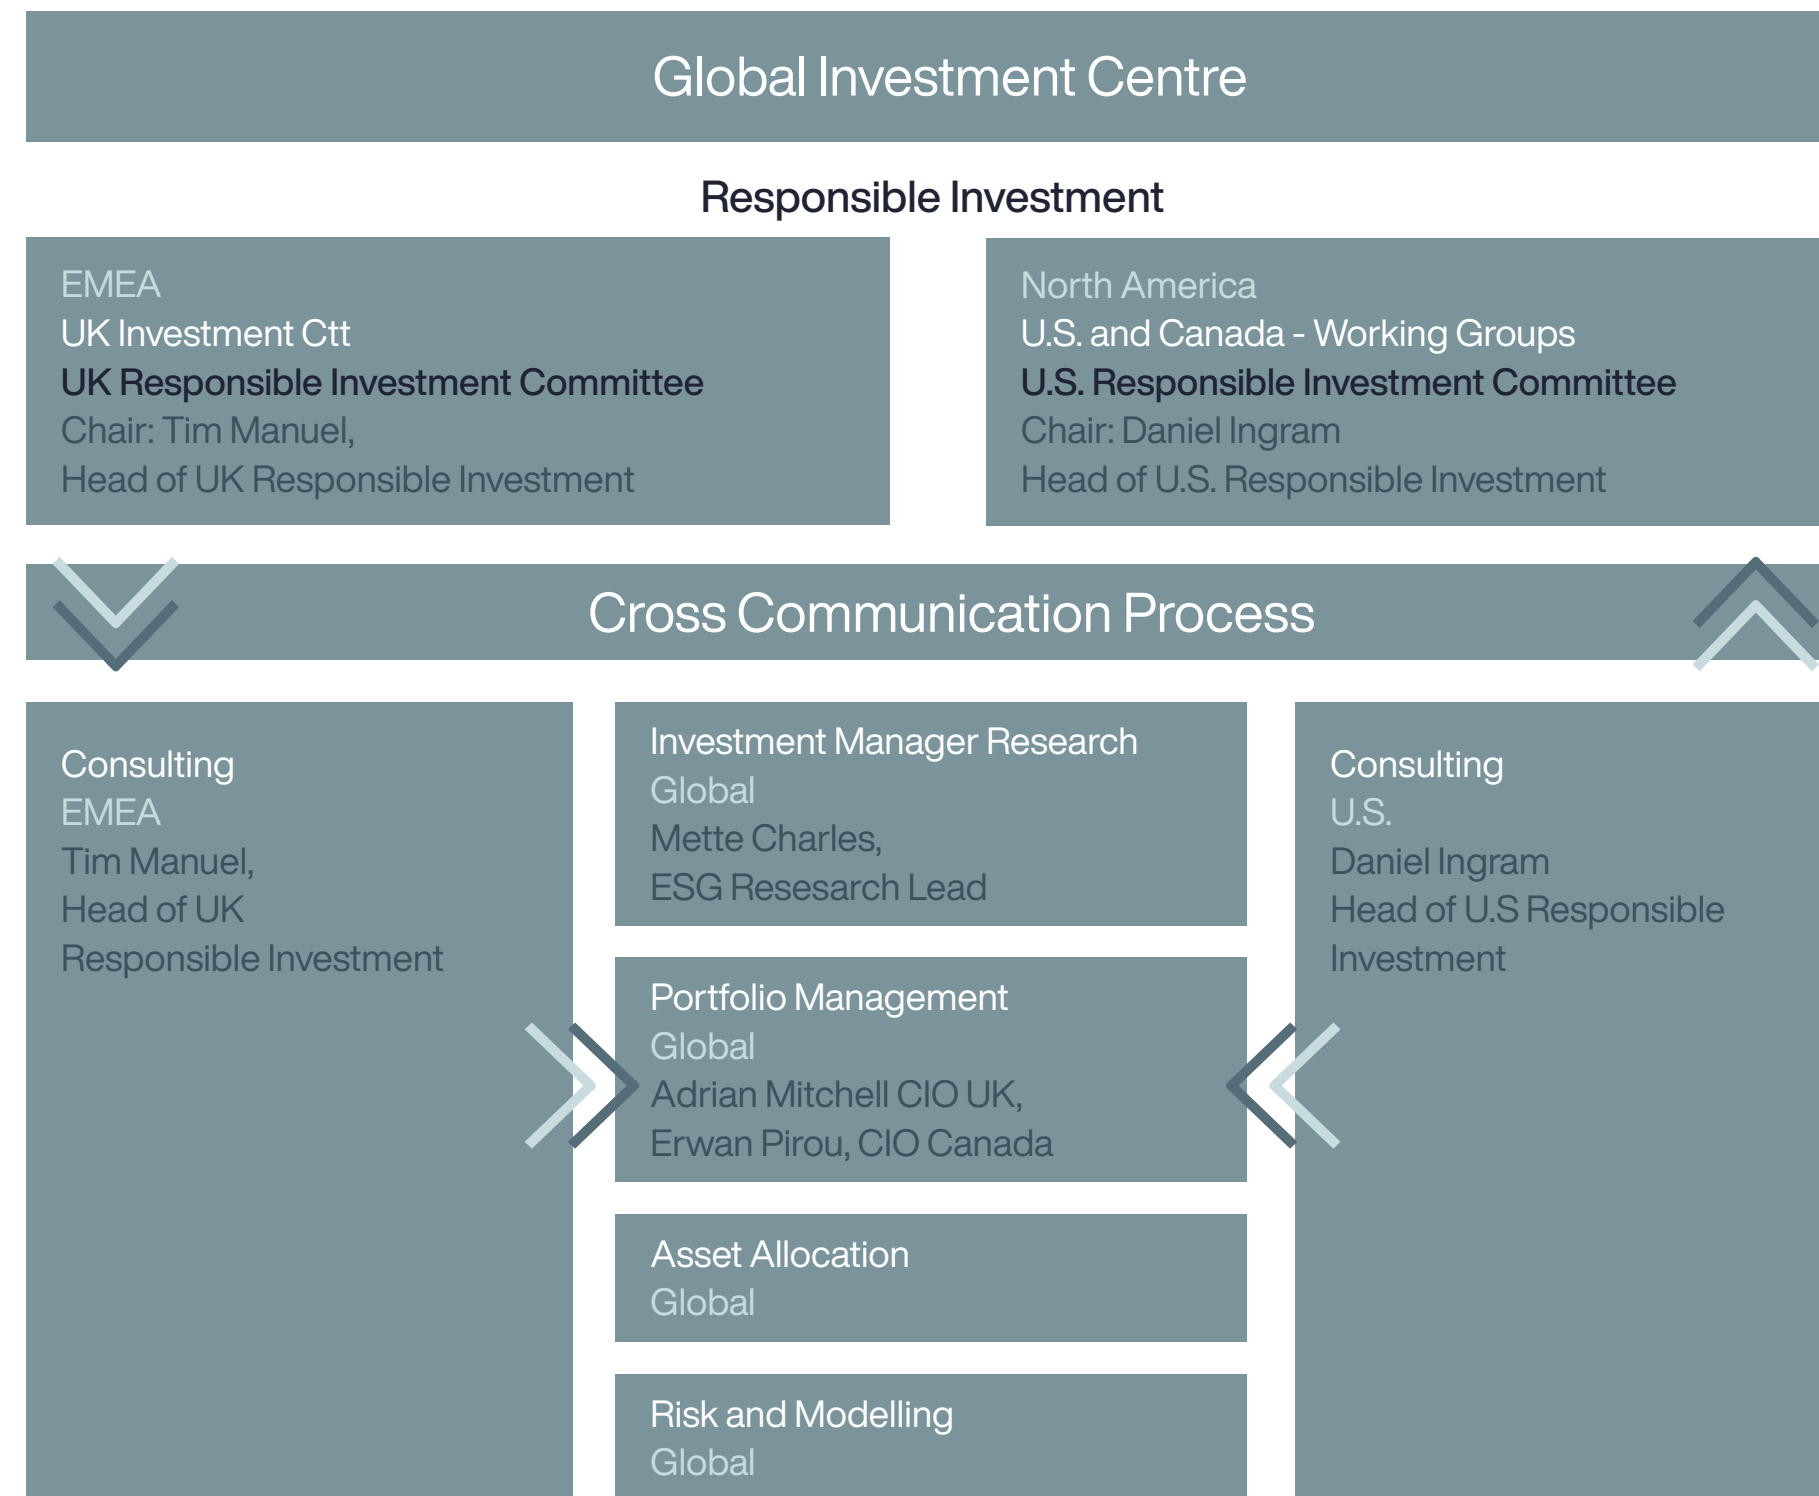 Global Investment Centre
Responsible Investment
EMEA
UK Investment Ctt
UK Responsible Investment Committee
Chair: Tim Manuel,
Head of UK Responsible Investment
North America
U.S. and Canada - Working Groups
U.S. Responsible Investment Committee
Chair: Daniel Ingram
Head of U.S. Responsible Investment
Cross Communication Process
Consulting
EMEA
Tim Manuel,
Head of UK
Responsible Investment
Investment Manager Research
Global
Mette Charles,
ESG Resesarch Lead
Portfolio Management
Global
Adrian Mitchell CIO UK,
Erwan Pirou, CIO Canada
Asset Allocation
Global
Risk and Modelling
Global
Consulting
U.S.
Daniel Ingram
Head of U.S Responsible
Investment